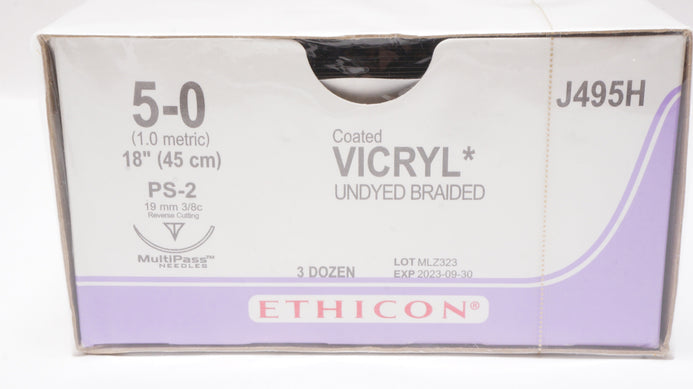 5-0
(1.0 metric)
18" (45 cm)
PS-2
19 mm 3/8c
Reverse Cutting
MultiPass™
NEEDLES
Coated
VICRYL*
UNDYED BRAIDED
J495H
3 DOZEN
LOT MLZ323
EXP 2023-09-30
ETHICON®